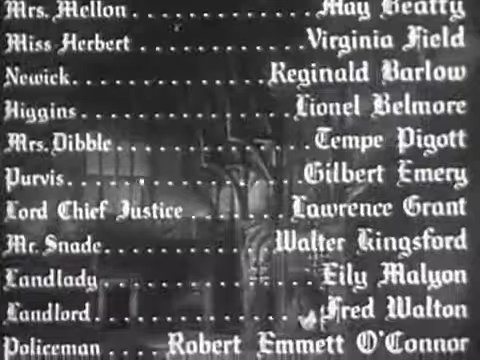 Mrs. Mellon . . . . . . . . . . . . . . May Beatty
Miss Herbert . . . . . . . . . . . . Virginia Field
Newick. . . . . . . . . . . . . . Reginald Barlow
Higgins . . . . . . . . . . . . . . . Lionel Belmore
Mrs. Dibble . . . . . . . . . . . . . . Tempe Pigott
Purvis. . . . . . . . . . . . . . . . . Gilbert Emery
Lord Chief Justice . . . . . . . Lawrence Grant
Mr. Snade. . . . . . . . . . . . Walter Kingsford
Landlady . . . . . . . . . . . . . . . Eily Malyon
Landlord. . . . . . . . . . . . . . . . Fred Walton
Policeman . . . . Robert Emmett O'Connor